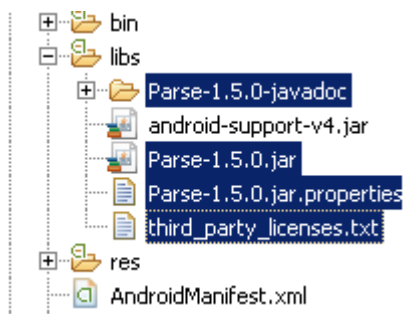 bin
libs
Parse-1.5.0-javadoc
android-support-v4.jar
Parse-1.5.0.jar
Parse-1.5.0.jar.properties
third_party_licenses.txt
res
AndroidManifest.xml